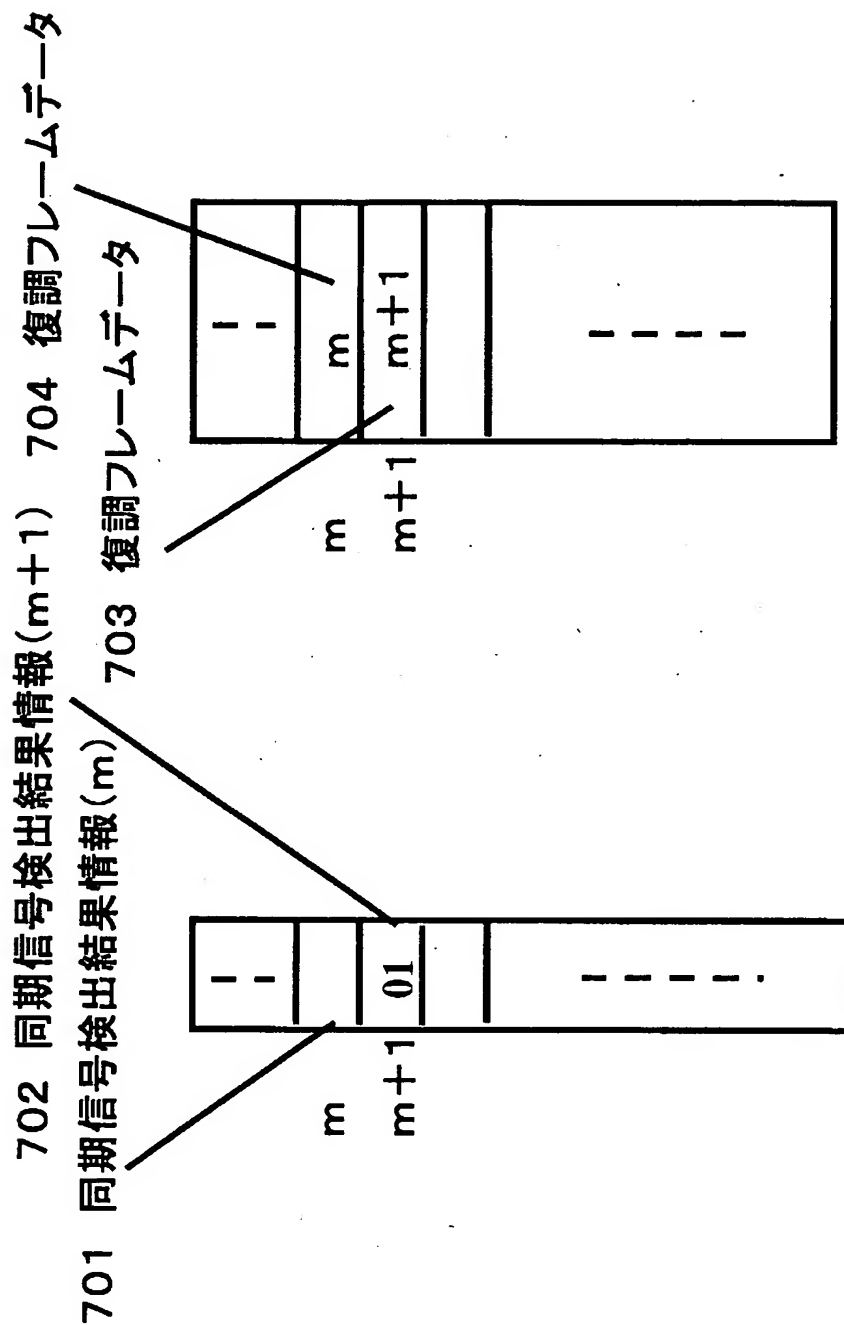 702 同期信号検出結果情報(m+1)
704 復調フレームデータ
701 同期信号検出結果情報(m)
703 復調フレームデータ
m
m+1
01
m
m+1
m
m+1